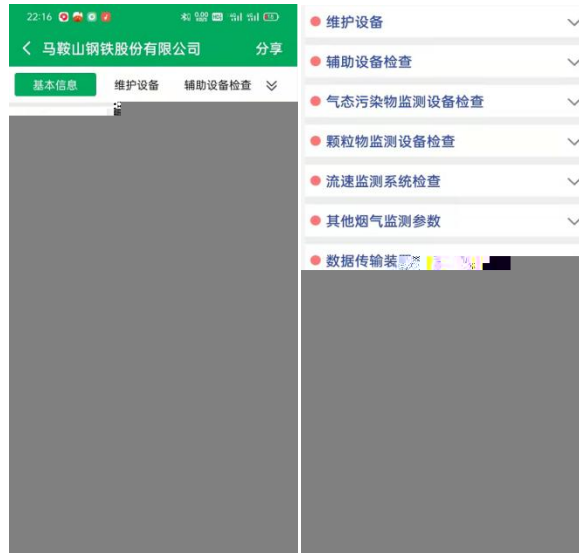 22:16
马鞍山钢铁股份有限公司
分享
基本信息 维护设备 辅助设备检查
维护设备
辅助设备检查
气态污染物监测设备检查
颗粒物监测设备检查
流速监测系统检查
其他烟气监测参数
数据传输装